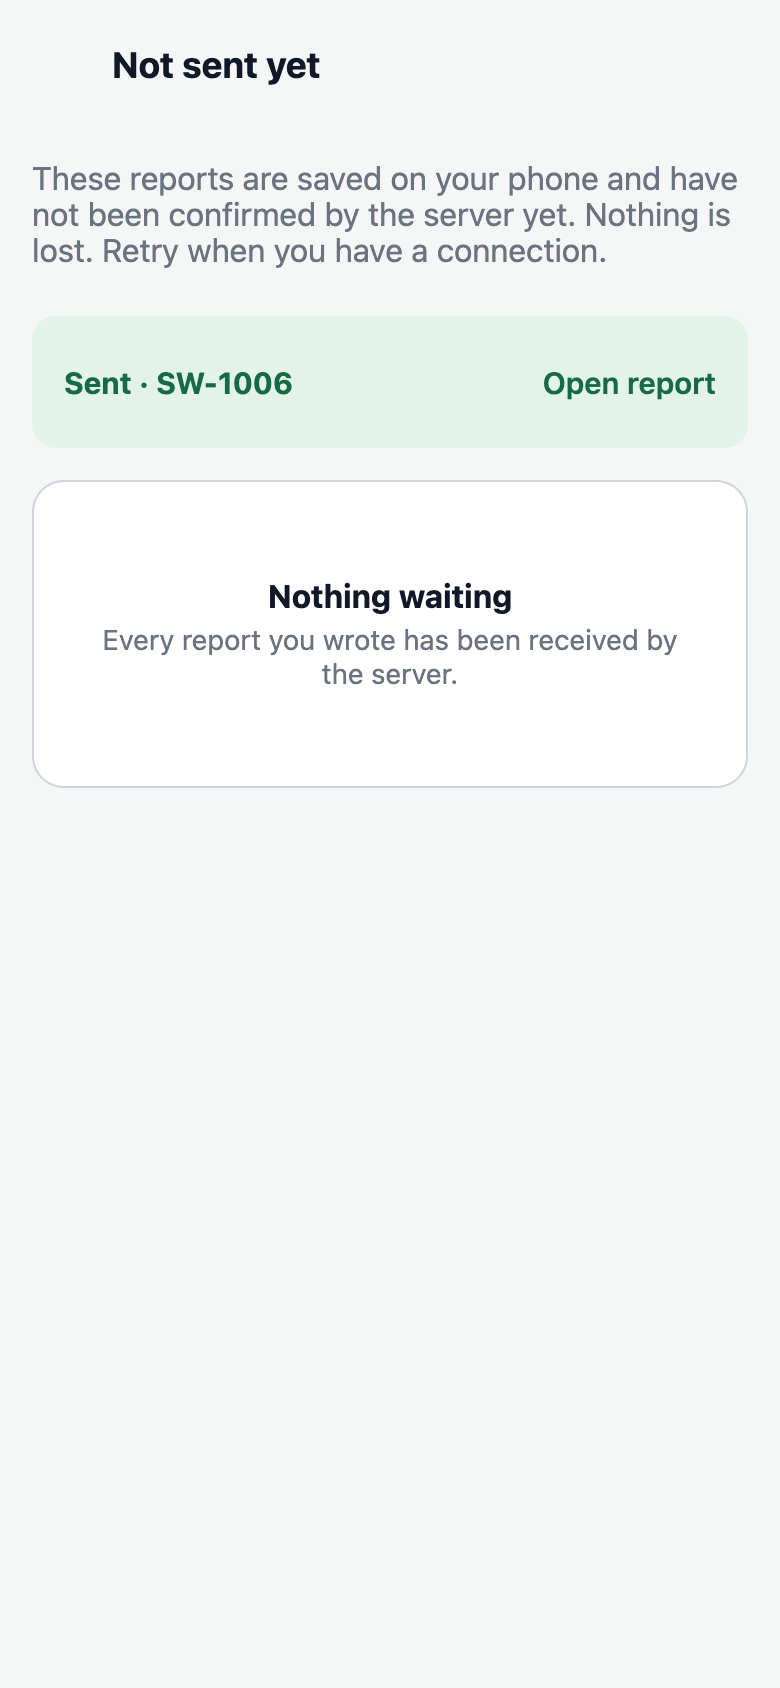 Not sent yet
These reports are saved on your phone and have
not been confirmed by the server yet. Nothing is
lost. Retry when you have a connection.
Sent · SW-1006
Open report
Nothing waiting
Every report you wrote has been received by
the server.